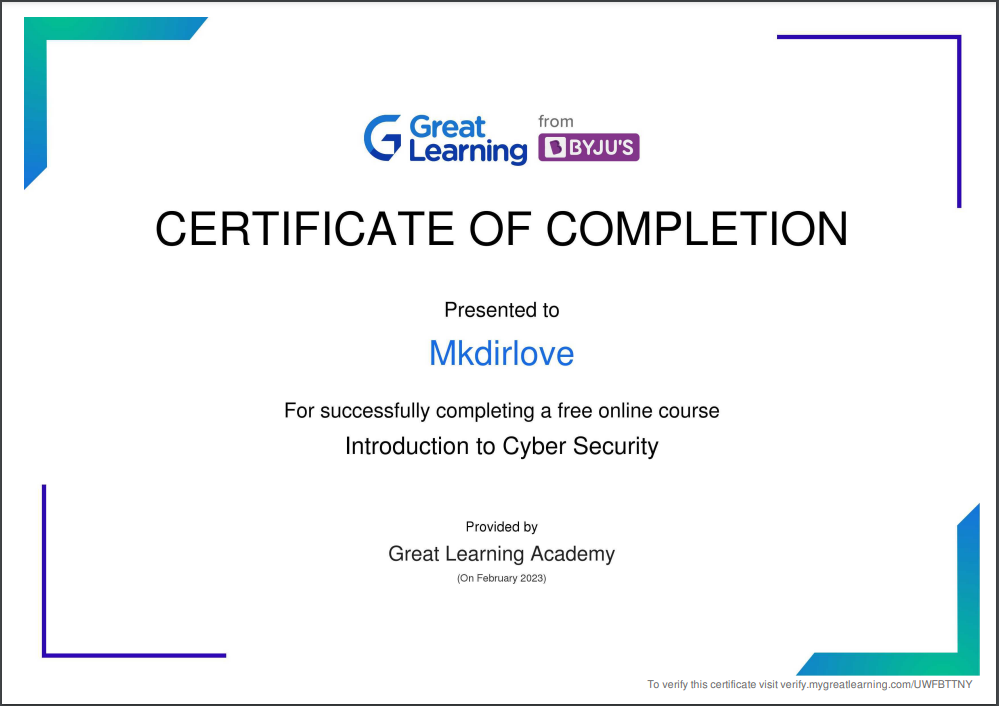 Great
Learning
from
BYJU'S
CERTIFICATE OF COMPLETION
Presented to
Mkdirlove
For successfully completing a free online course
Introduction to Cyber Security
Provided by
Great Learning Academy
(On February 2023)
To verify this certificate visit verify.mygreatlearning.com/UWFBTTNY